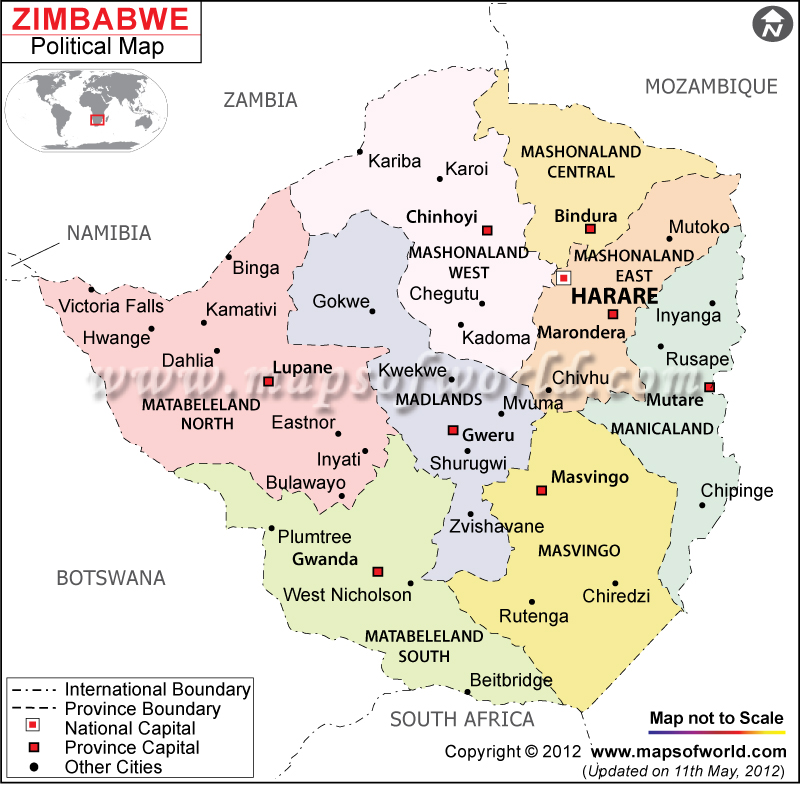 ZIMBABWE
Political Map
ZAMBIA
MOZAMBIQUE
NAMIBIA
BOTSWANA
SOUTH AFRICA
Kariba
Karoi
MASHONALAND
CENTRAL
Chinhoyi
Bindura
Mutoko
MASHONALAND
WEST
MASHONALAND
EAST
HARARE
Binga
Gokwe
Chegutu
Inyanga
Victoria Falls
Kamativi
Hwange
Kadoma
Marondera
Dahlia
Rusape
Lupane
Kwekwe
Chivhu
www.mapsofworld.com
MATABELELAND
NORTH
MADLANDS
Mvuma
Mutare
Eastnor
Gweru
MANICALAND
Inyati
Shurugwi
Bulawayo
Masvingo
Chipinge
Zvishavane
Plumtree
Gwanda
MASVINGO
West Nicholson
Chiredzi
Rutenga
MATABELELAND
SOUTH
Beitbridge
International Boundary
Province Boundary
National Capital
Province Capital
Other Cities
Map not to Scale
Copyright © 2012 www.mapsofworld.com
(Updated on 11th May, 2012)